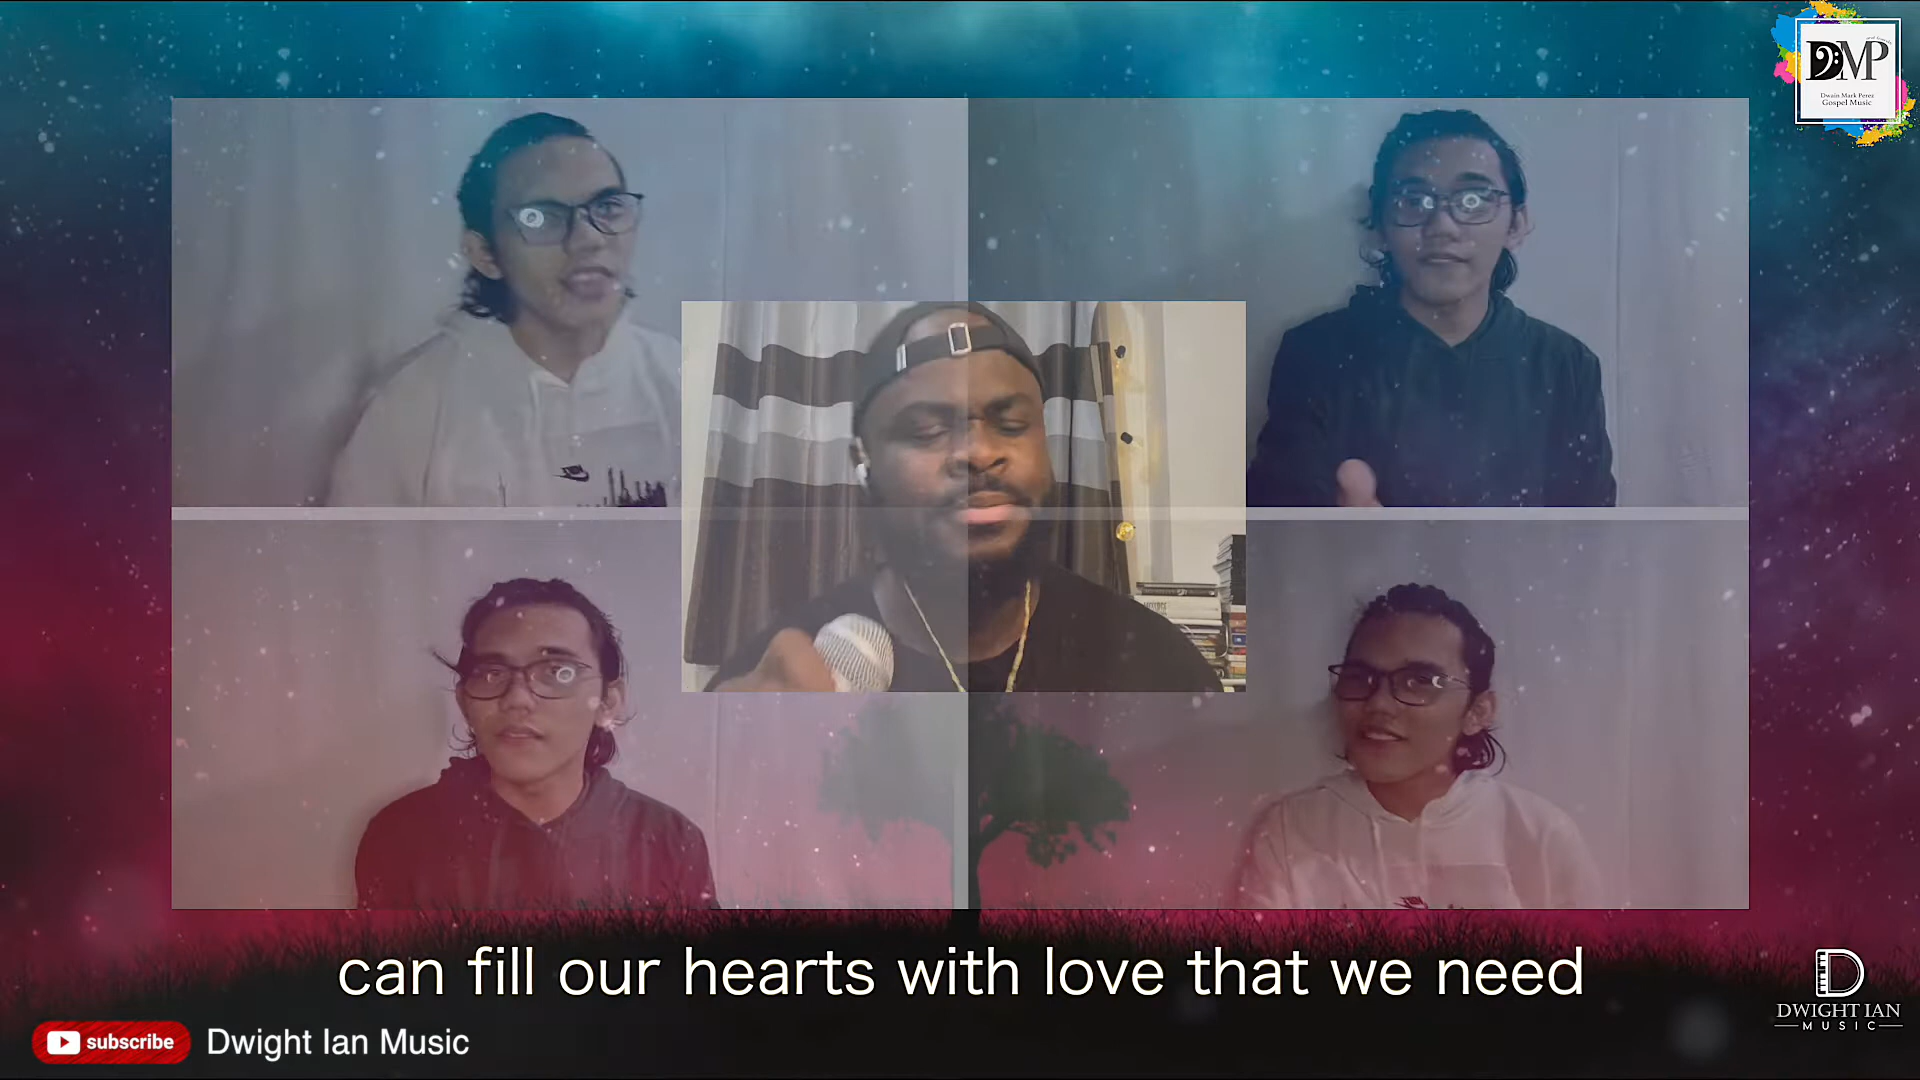 DMP
Dwain Mark Perez
Gospel Music
can fill our hearts with love that we need
subscribe
Dwight Ian Music
D
DWIGHT IAN
MUSIC